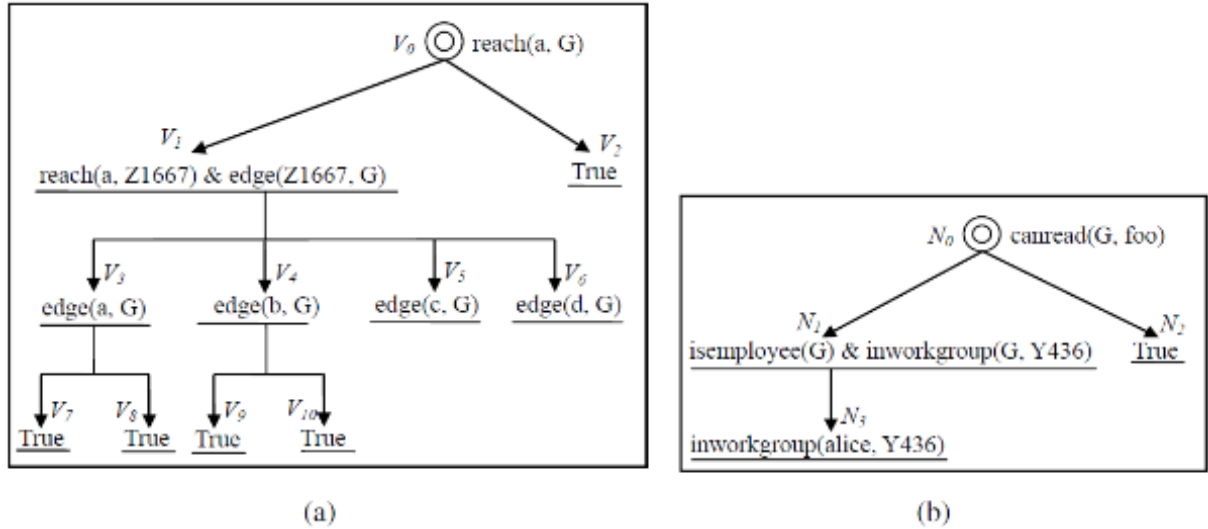 V0 reach(a, G)
V1
V2
reach(a, Z1667) & edge(Z1667, G)
True
V3 V4 V5 V6
edge(a, G) edge(b, G) edge(c, G) edge(d, G)
V7 V8 V9 V10
True True True True
(a)
N0 canread(G, foo)
N1 N2
isemployee(G) & inworkgroup(G, Y436) True
N3
inworkgroup(alice, Y436)
(b)